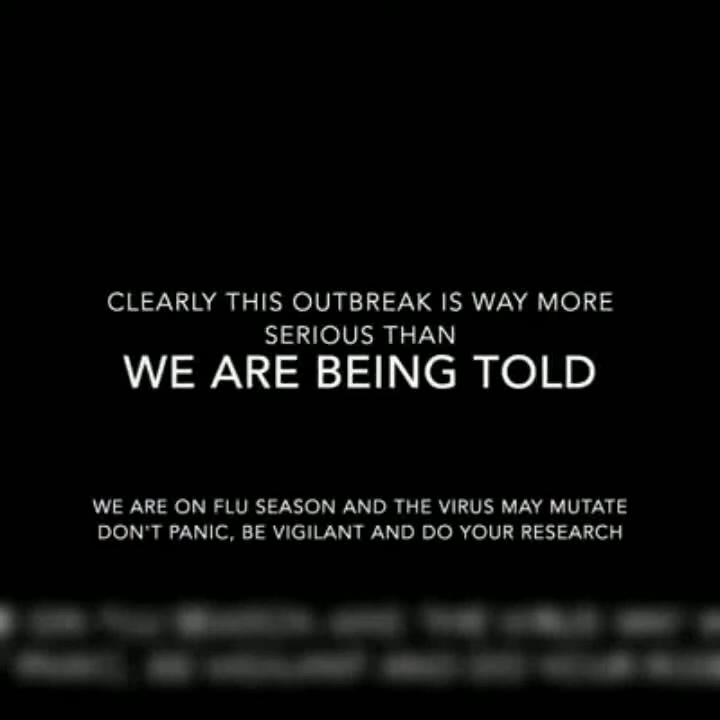 CLEARLY THIS OUTBREAK IS WAY MORE
SERIOUS THAN
WE ARE BEING TOLD
WE ARE ON FLU SEASON AND THE VIRUS MAY MUTATE
DON'T PANIC, BE VIGILANT AND DO YOUR RESEARCH